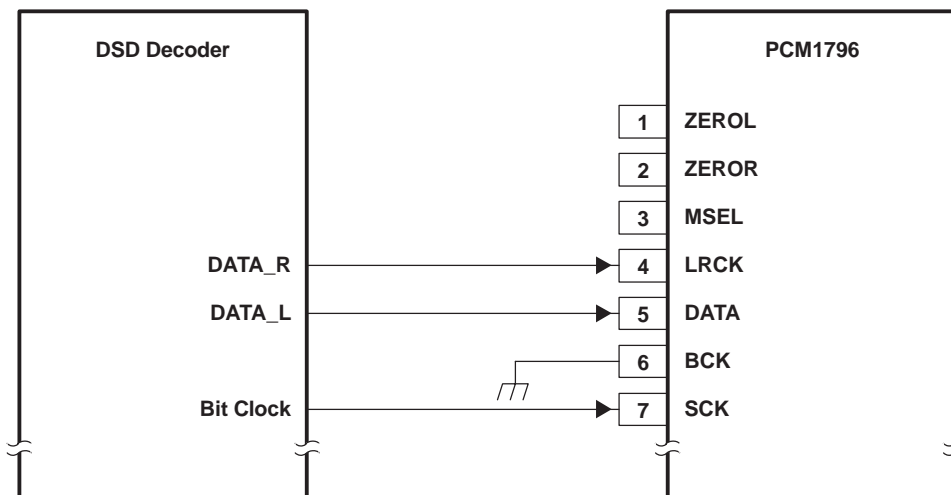 DSD Decoder
PCM1796
1 ZEROL
2 ZEROR
3 MSEL
DATA_R 4 LRCK
DATA_L 5 DATA
6 BCK
Bit Clock 7 SCK